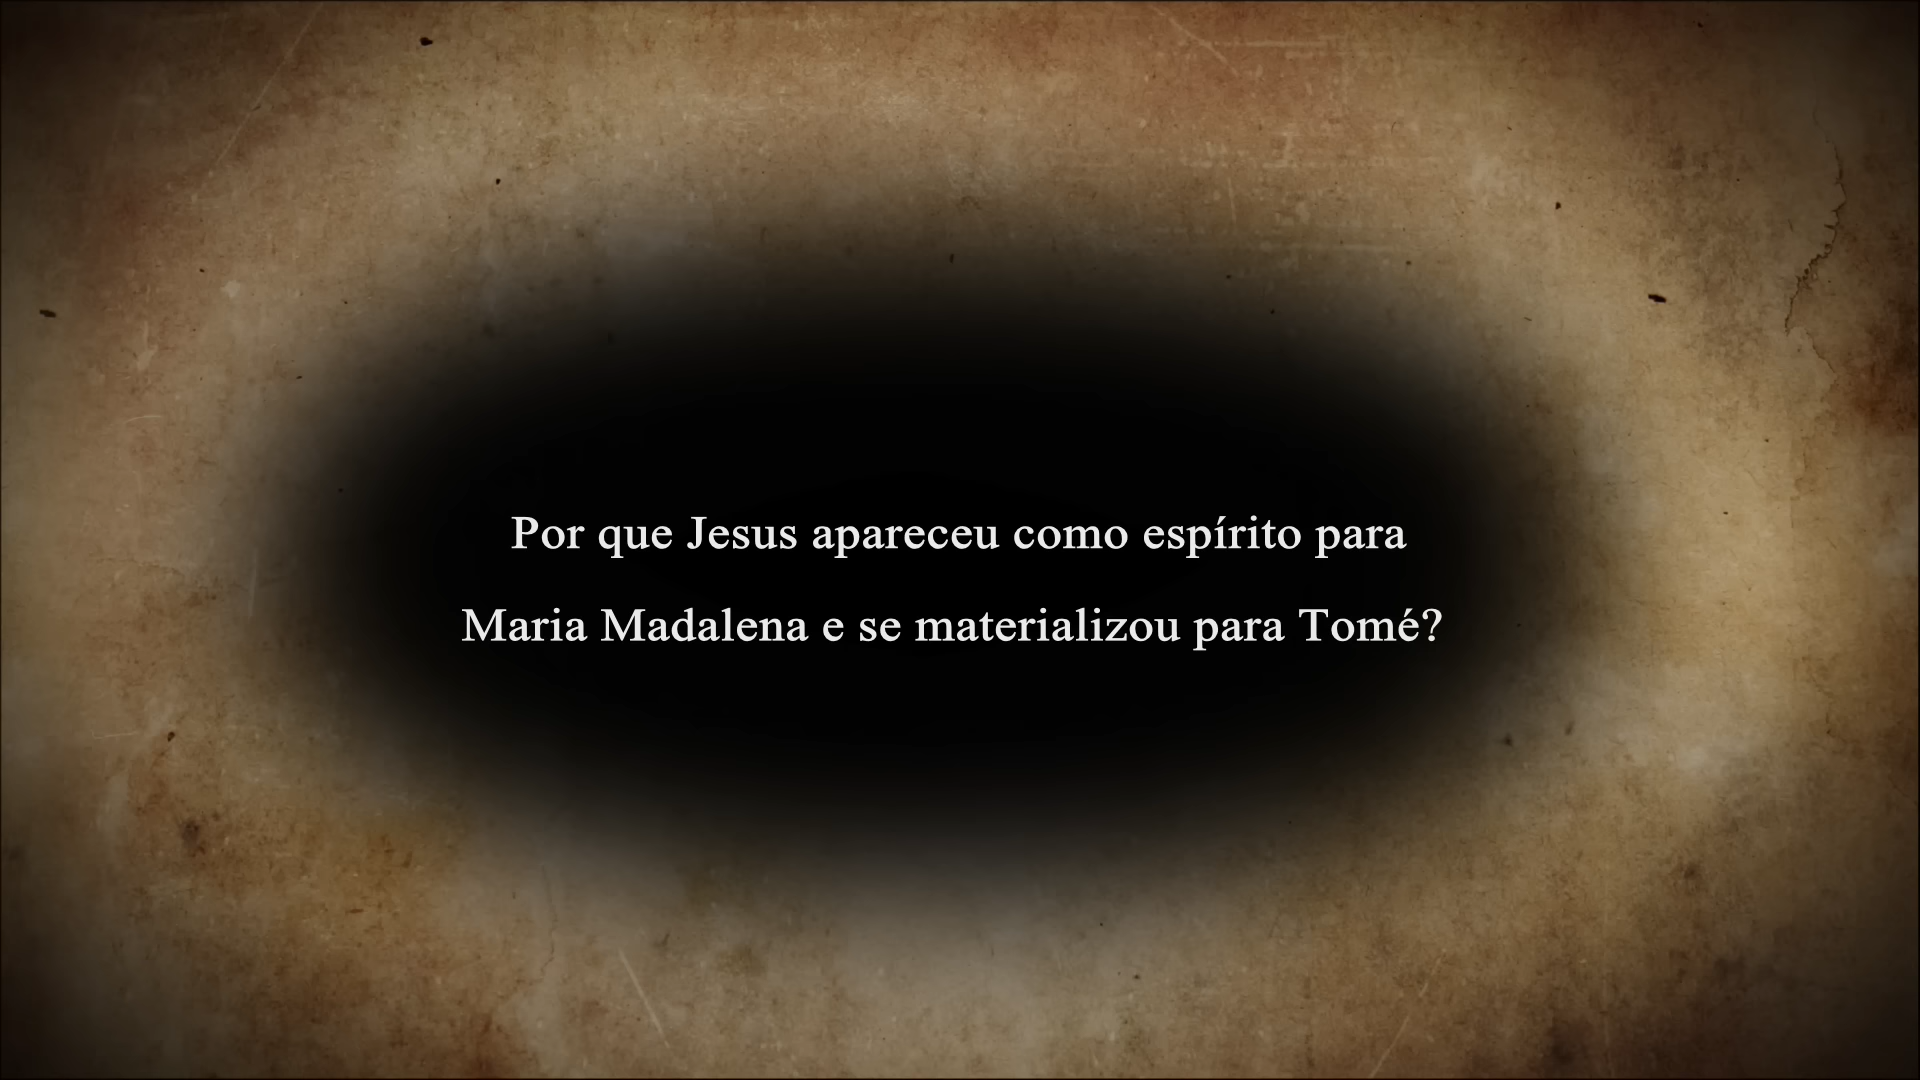 Por que Jesus apareceu como espírito para
Maria Madalena e se materializou para Tomé?